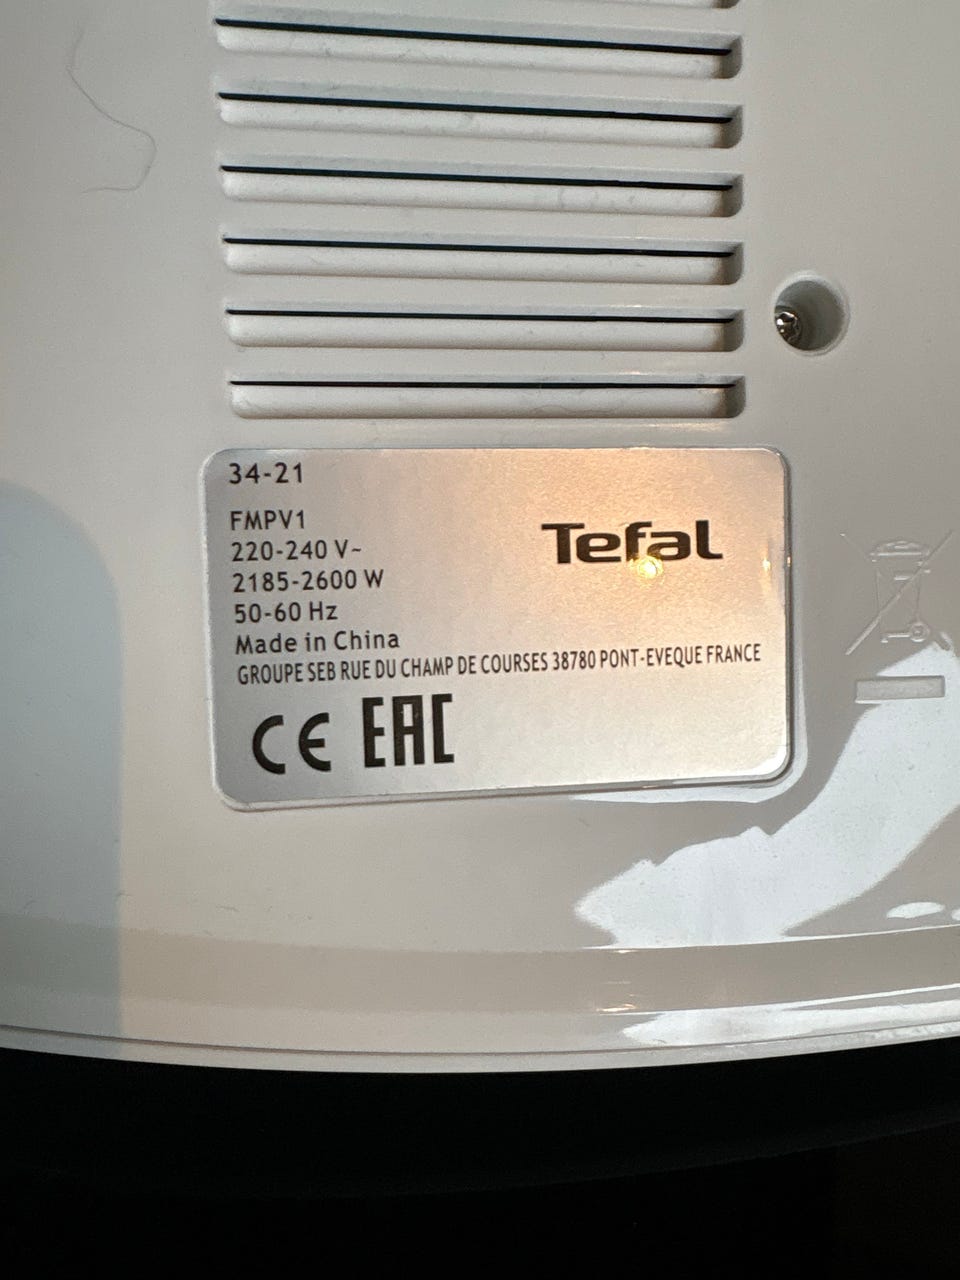 34-21
FMPV1
Tefal
220-240 V~
2185-2600 W
50-60 Hz
Made in China
GROUPE SEB RUE DU CHAMP DE COURSES 38780 PONT-EVEQUE FRANCE
CE EAC